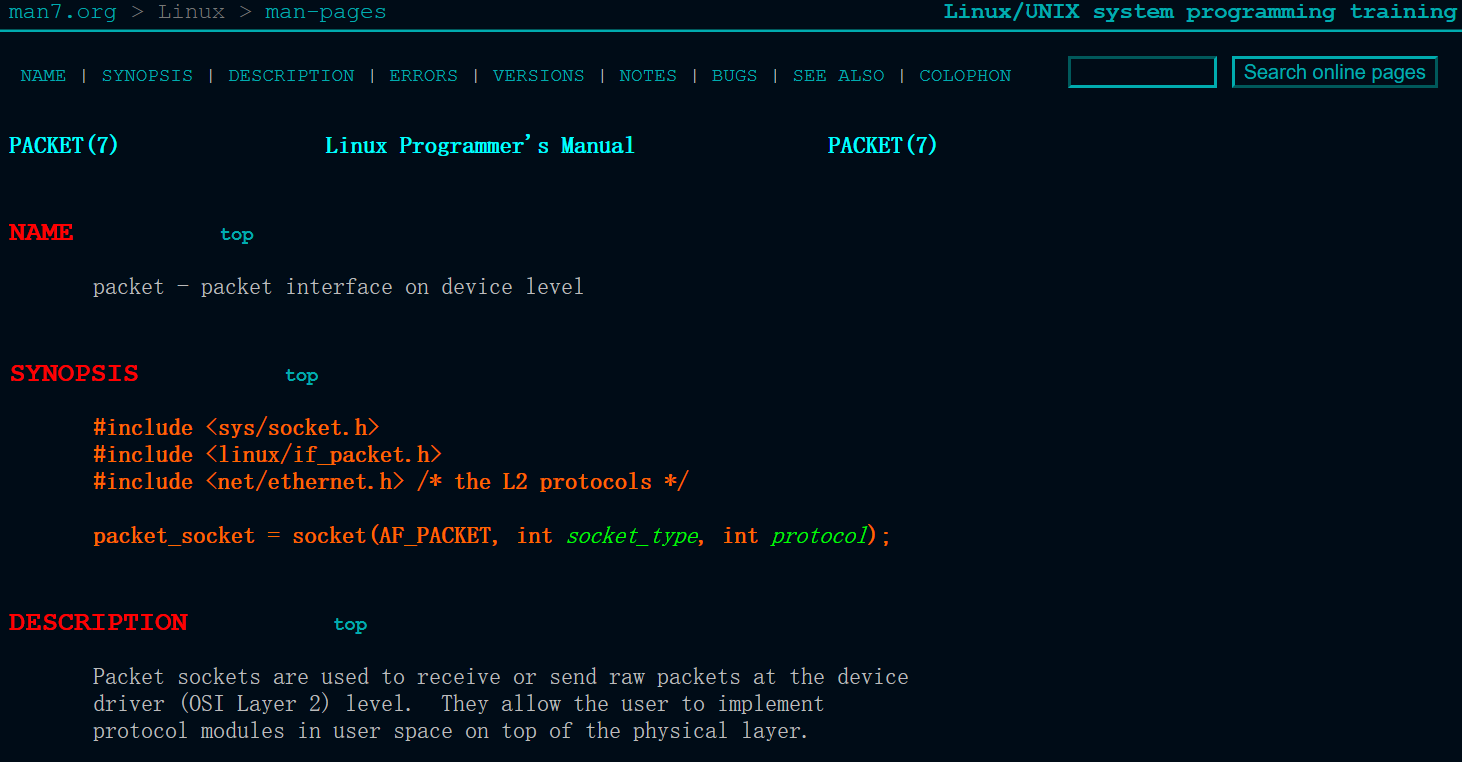 man7.org > Linux > man-pages Linux/UNIX system programming training
NAME | SYNOPSIS | DESCRIPTION | ERRORS | VERSIONS | NOTES | BUGS | SEE ALSO | COLOPHON Search online pages
PACKET(7) Linux Programmer's Manual PACKET(7)
NAME top
packet - packet interface on device level
SYNOPSIS top
#include <sys/socket.h>
#include <linux/if_packet.h>
#include <net/ethernet.h> /* the L2 protocols */
packet_socket = socket(AF_PACKET, int socket_type, int protocol);
DESCRIPTION top
Packet sockets are used to receive or send raw packets at the device
driver (OSI Layer 2) level. They allow the user to implement
protocol modules in user space on top of the physical layer.